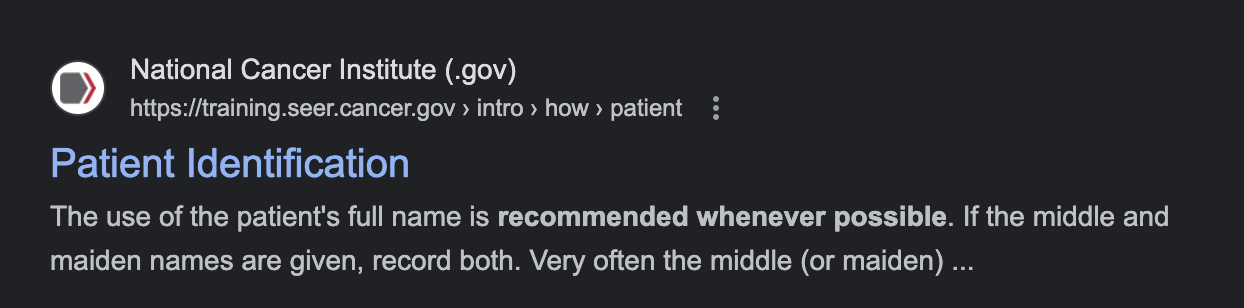 National Cancer Institute (.gov)
https://training.seer.cancer.gov › intro › how › patient
Patient Identification
The use of the patient's full name is recommended whenever possible. If the middle and
maiden names are given, record both. Very often the middle (or maiden) ...